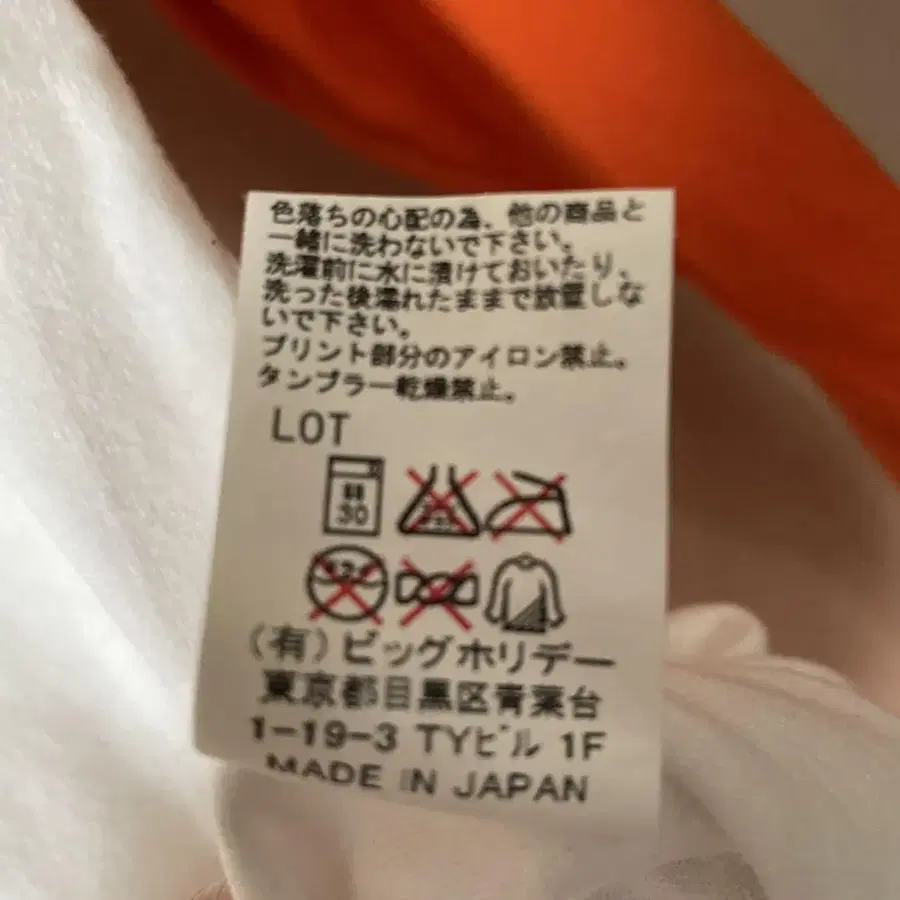 色落ちの心配の為、他の商品と
一緒に洗わないで下さい。
洗濯前に水に漬けておいたり、
洗った後濡れたままで放置しな
いで下さい。
プリント部分のアイロン禁止。
タンブラー乾燥禁止。
LOT
30
(有)ビッグホリデー
東京都目黒区青葉台
1-19-3 TYビル 1F
MADE IN JAPAN